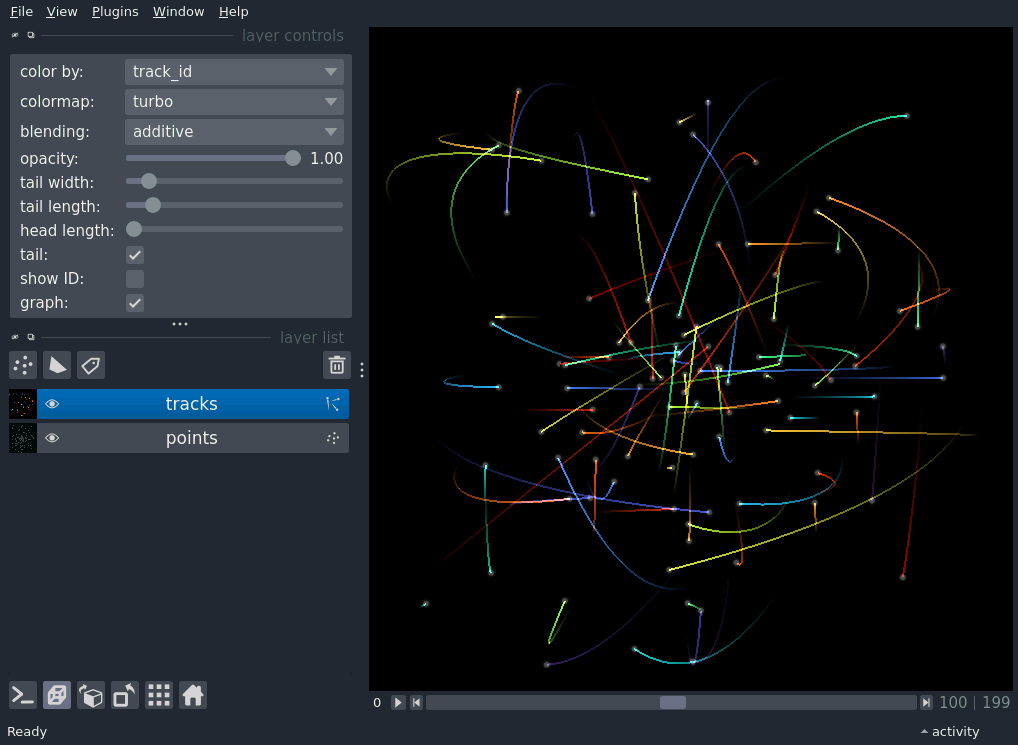 File View Plugins Window Help
layer controls
color by: track_id
colormap: turbo
blending: additive
opacity: 1.00
tail width:
tail length:
head length:
tail:
show ID:
graph:
layer list
tracks
points
0 100 | 199
Ready activity